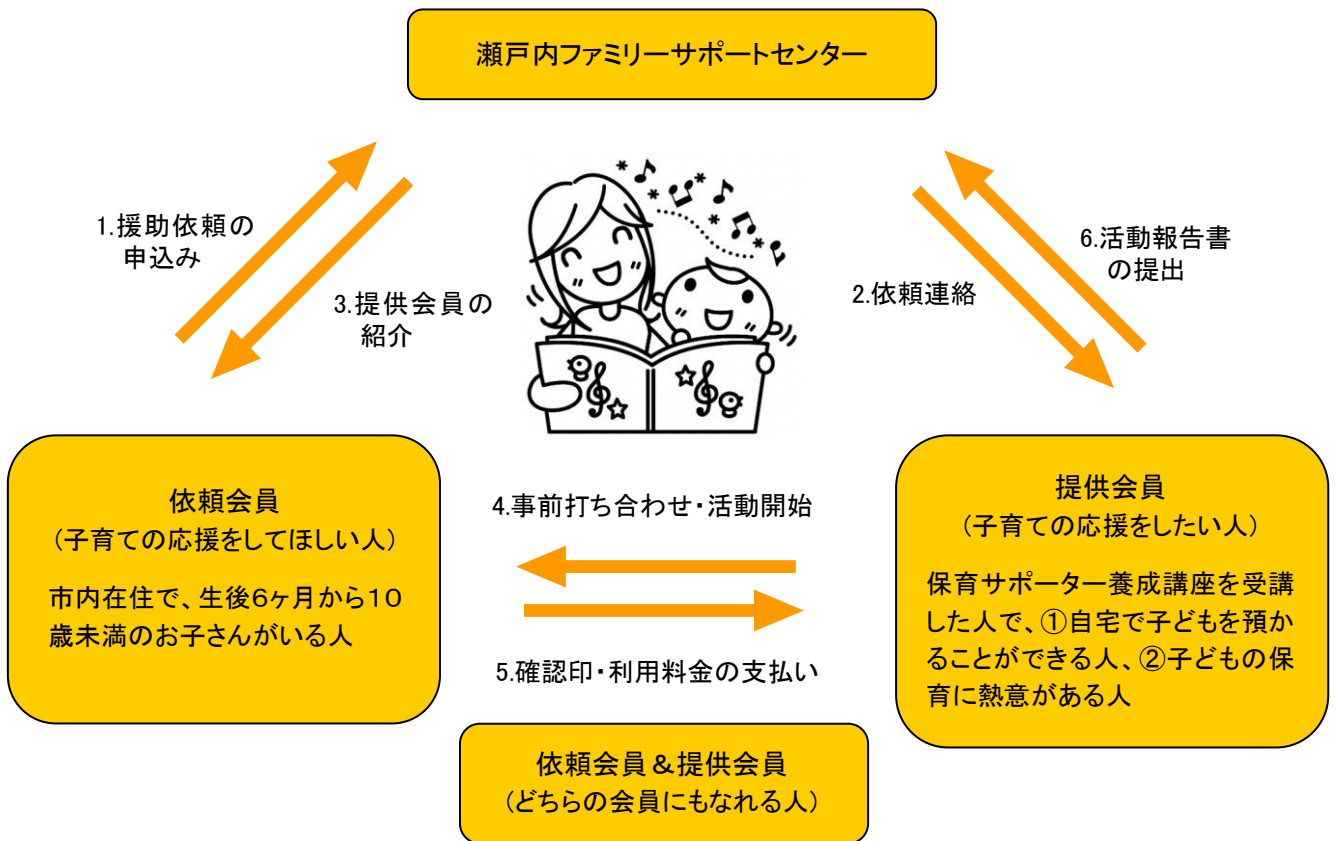 瀬戸内ファミリーサポートセンター
1.援助依頼の
申込み
3.提供会員の
紹介
2.依頼連絡
6.活動報告書
の提出
依頼会員
（子育ての応援をしてほしい人）
市内在住で、生後６ヶ月から１０
歳未満のお子さんがいる人
4.事前打ち合わせ・活動開始
5.確認印・利用料金の支払い
提供会員
（子育ての応援をしたい人）
保育サポーター養成講座を受講
した人で、①自宅で子どもを預か
ることができる人、②子どもの保
育に熱意がある人
依頼会員＆提供会員
（どちらの会員にもなれる人）